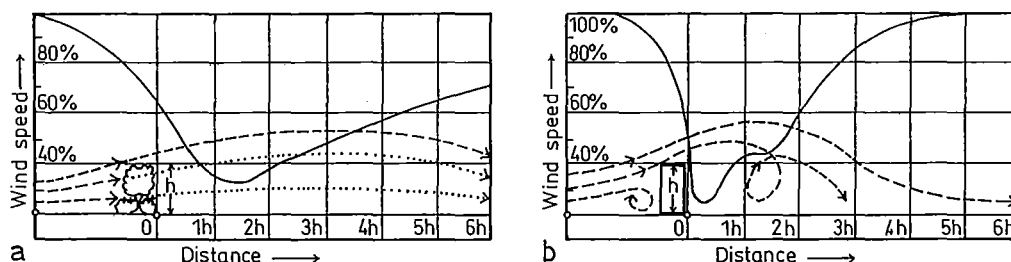 80%
60%
40%
h
0 1h 2h 3h 4h 5h 6h
Wind speed →
Distance →
a
100%
80%
60%
40%
h
0 1h 2h 3h 4h 5h 6h
Wind speed →
Distance →
b